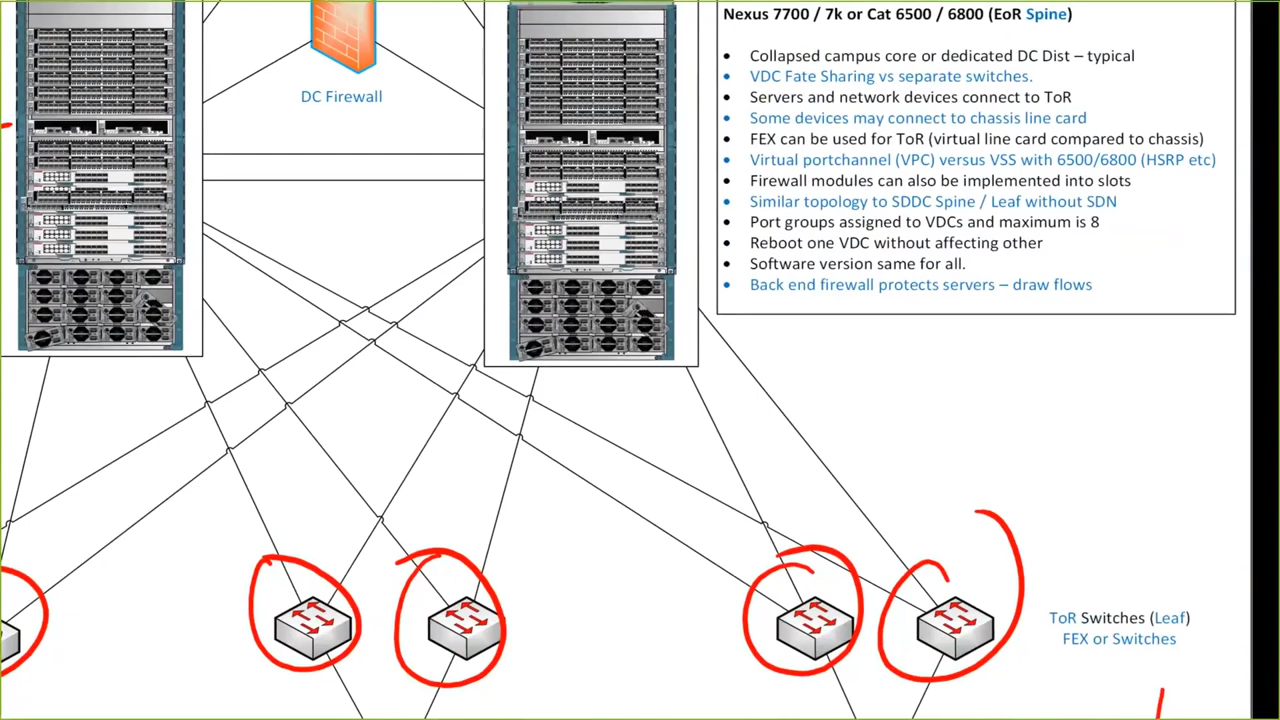 Nexus 7700 / 7k or Cat 6500 / 6800 (EoR Spine)
• Collapsed campus core or dedicated DC Dist – typical
• VDC Fate Sharing vs separate switches.
• Servers and network devices connect to ToR
• Some devices may connect to chassis line card
• FEX can be used for ToR (virtual line card compared to chassis)
• Virtual portchannel (VPC) versus VSS with 6500/6800 (HSRP etc)
• Firewall modules can also be implemented into slots
• Similar topology to SDDC Spine / Leaf without SDN
• Port groups assigned to VDCs and maximum is 8
• Reboot one VDC without affecting other
• Software version same for all.
• Back end firewall protects servers – draw flows
DC Firewall
ToR Switches (Leaf)
FEX or Switches